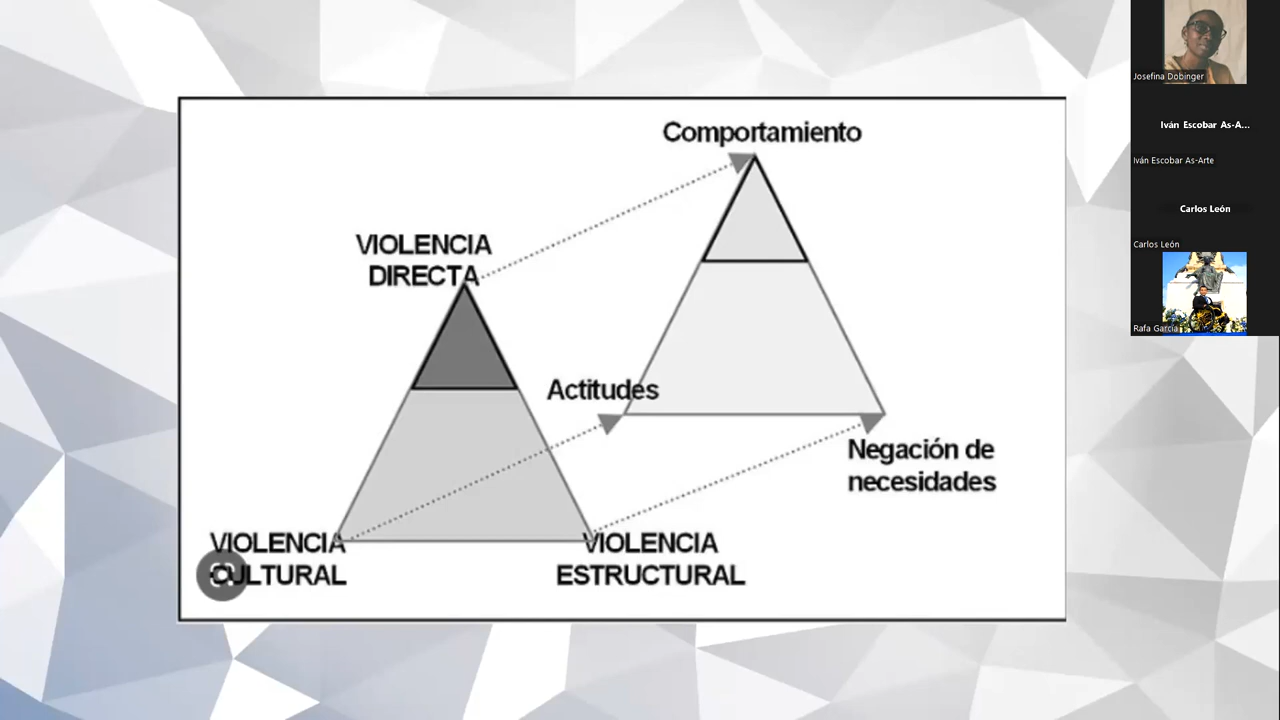 Comportamiento
VIOLENCIA
DIRECTA
Actitudes
Negación de
necesidades
VIOLENCIA
CULTURAL
VIOLENCIA
ESTRUCTURAL
Josefina Dobinger
Iván Escobar As-A...
Iván Escobar As-Arte
Carlos León
Carlos León
Rafa García